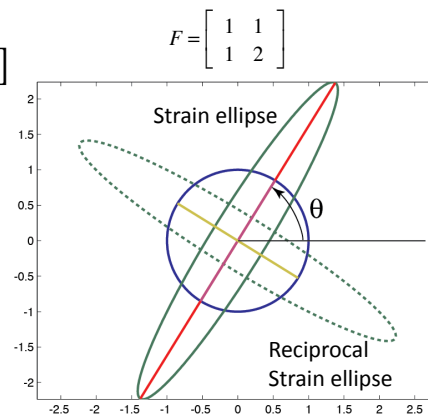 F = [ 1 1
1 2 ]
]
Strain ellipse
θ
Reciprocal
Strain ellipse
2
1.5
1
0.5
0
-0.5
-1
-1.5
-2
-2.5 -2 -1.5 -1 -0.5 0 0.5 1 1.5 2 2.5